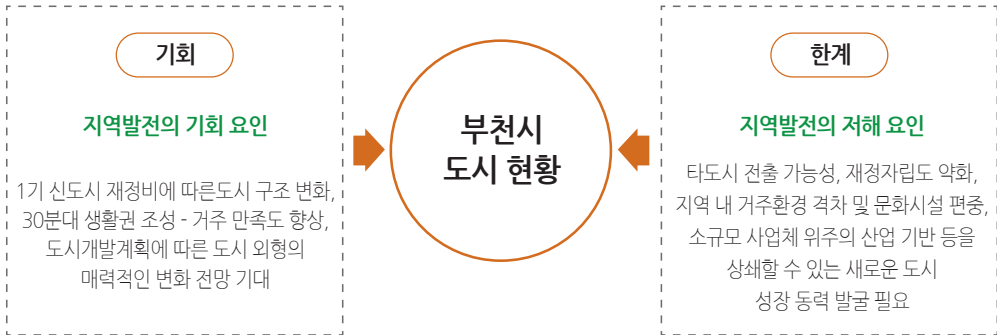 기회
지역발전의 기회 요인
1기 신도시 재정비에 따른도시 구조 변화,
30분대 생활권 조성 - 거주 만족도 향상,
도시개발계획에 따른 도시 외형의
매력적인 변화 전망 기대
부천시
도시 현황
한계
지역발전의 저해 요인
타도시 전출 가능성, 재정자립도 약화,
지역 내 거주환경 격차 및 문화시설 편중,
소규모 사업체 위주의 산업 기반 등을
상쇄할 수 있는 새로운 도시
성장 동력 발굴 필요